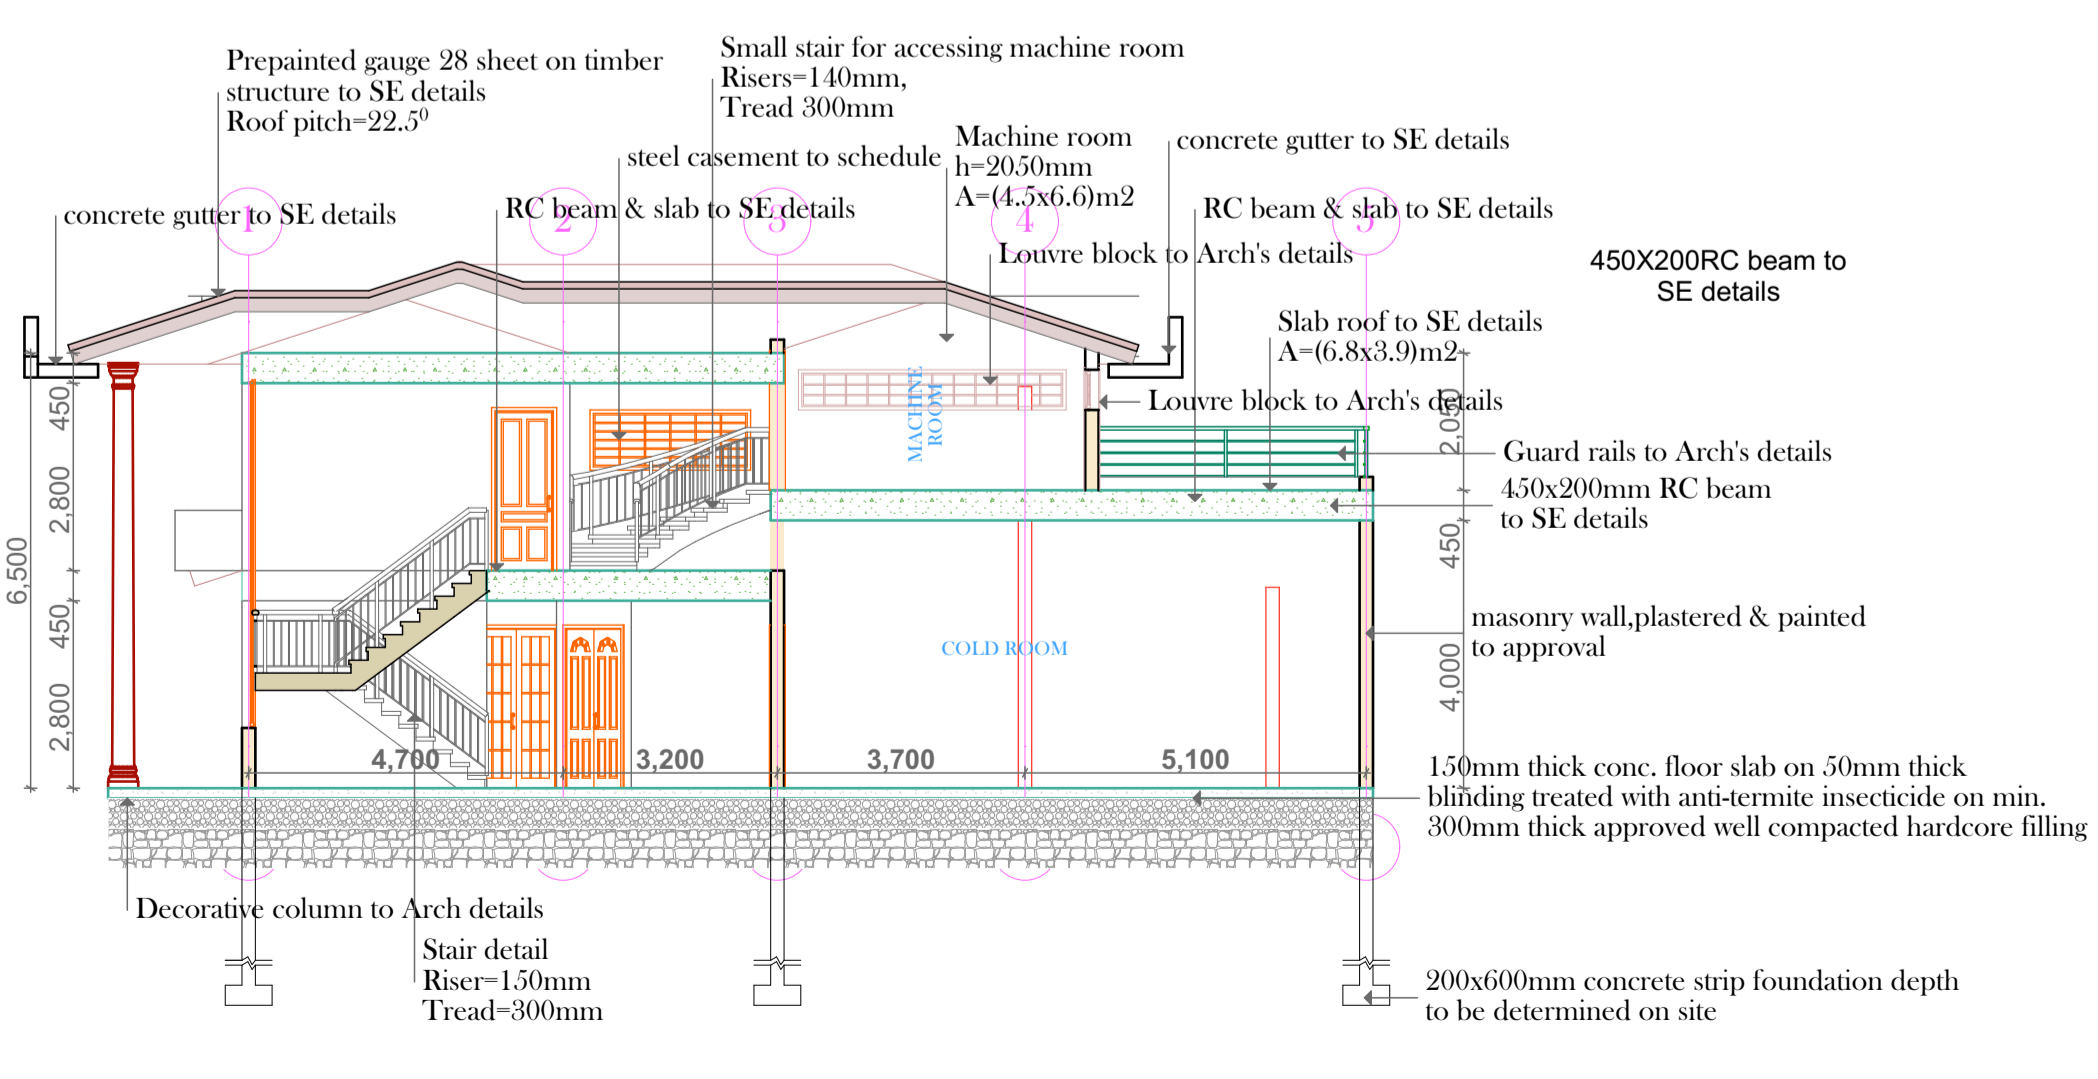 Prepainted gauge 28 sheet on timber
structure to SE details
Roof pitch=22.5⁰
Small stair for accessing machine room
Risers=140mm,
Tread 300mm
steel casement to schedule
Machine room
h=2050mm
A=(4.5x6.6)m2
concrete gutter to SE details
concrete gutter to SE details
RC beam & slab to SE details
RC beam & slab to SE details
1
2
3
4
5
Louvre block to Arch's details
450X200RC beam to
SE details
Slab roof to SE details
A=(6.8x3.9)m2
Louvre block to Arch's details
MACHINE
ROOM
Guard rails to Arch's details
450x200mm RC beam
to SE details
6,500
450
2,800
450
2,800
2,050
450
4,000
COLD ROOM
masonry wall,plastered & painted
to approval
4,700
3,200
3,700
5,100
150mm thick conc. floor slab on 50mm thick
blinding treated with anti-termite insecticide on min.
300mm thick approved well compacted hardcore filling
Decorative column to Arch details
Stair detail
Riser=150mm
Tread=300mm
200x600mm concrete strip foundation depth
to be determined on site